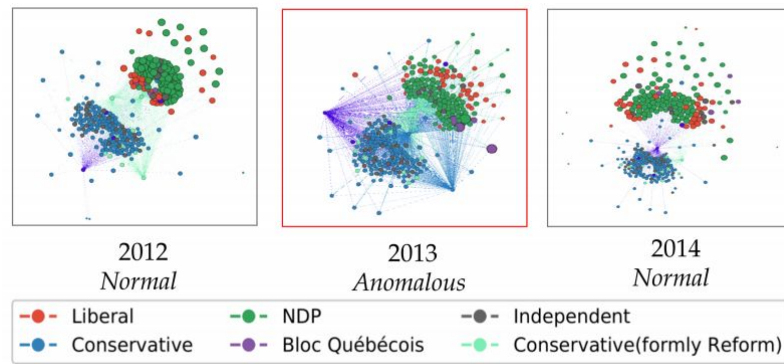 2012
Normal
2013
Anomalous
2014
Normal
Liberal
NDP
Independent
Conservative
Bloc Québécois
Conservative(formly Reform)